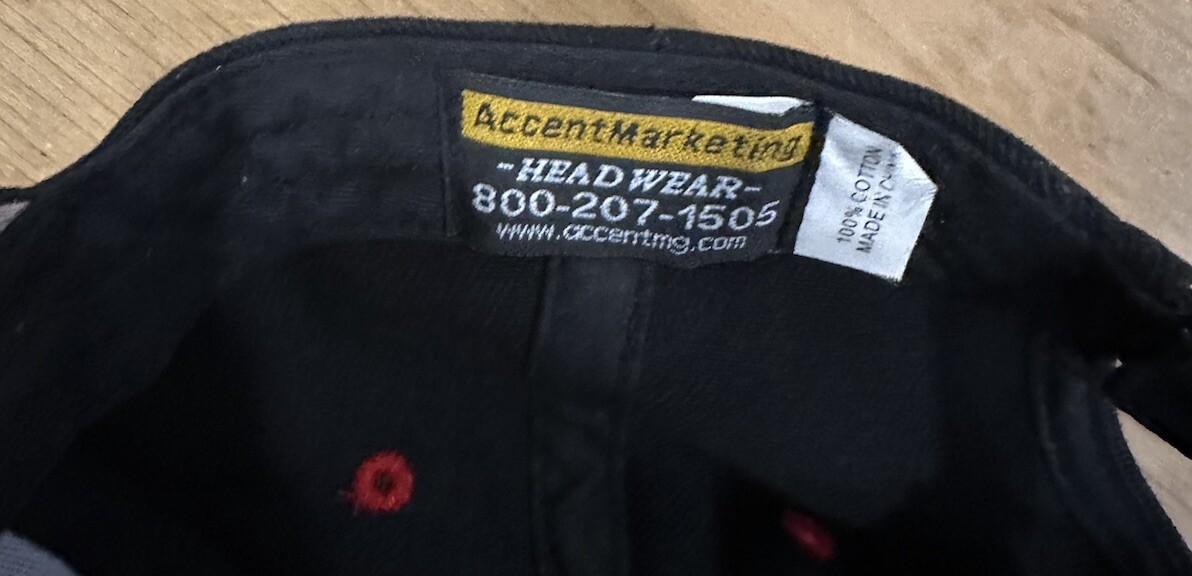 AccentMarketing
-HEADWEAR-
800-207-1505
www.accentmg.com
100% COTTON
MADE IN CHINA